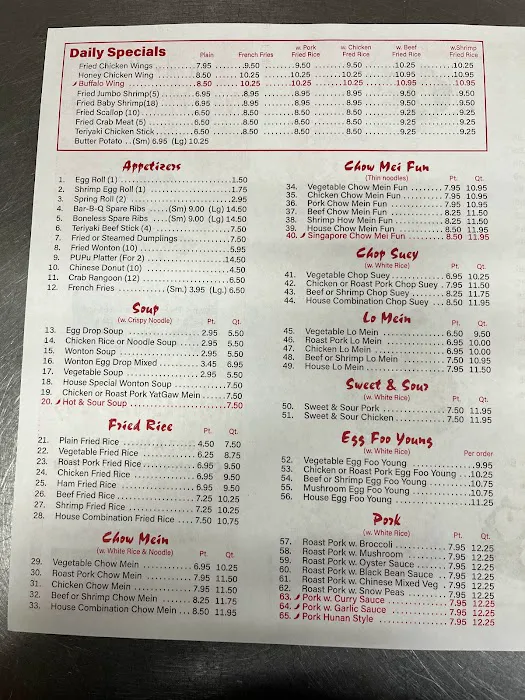 Daily Specials Plain French Fries w. Pork Fried Rice w. Chicken Fried Rice w. Beef Fried Rice w.Shrimp Fried Rice
Fried Chicken Wings 7.95 9.50 9.50 9.50 10.25 10.25
Honey Chicken Wing 8.50 10.25 10.25 10.25 10.95 10.95
Buffalo Wing 8.50 10.25 10.25 10.25 10.95 10.95
Fried Jumbo Shrimp(5) 6.95 8.95 8.95 8.95 9.50 9.50
Fried Baby Shrimp(18) 6.95 8.95 8.95 8.95 9.50 9.50
Fried Scallop (10) 6.50 8.50 8.50 8.50 9.25 9.25
Fried Crab Meat (5) 6.50 8.50 8.50 8.50 9.25 9.25
Teriyaki Chicken Stick 6.50 8.50 8.50 8.50 9.25 9.25
Butter Potato ..(Sm) 6.95 (Lg) 10.25
Appetizers
1. Egg Roll (1) 1.50
2. Shrimp Egg Roll (1) 1.75
3. Spring Roll (2) 2.95
4. Bar-B-Q Spare Ribs (Sm) 9.00 (Lg) 14.50
5. Boneless Spare Ribs (Sm) 9.00 (Lg) 14.50
6. Teriyaki Beef Stick (4) 7.50
7. Fried or Steamed Dumplings 7.50
8. Fried Wonton (10) 5.95
9. PUPu Platter (For 2) 14.50
10. Chinese Donut (10) 4.50
11. Crab Rangoon (12) 6.50
12. French Fries (Sm.) 3.95 (Lg.) 6.50
Soup
(w. Crispy Noodle) Pt. Qt.
13. Egg Drop Soup 2.95 5.50
14. Chicken Rice or Noodle Soup 2.95 5.50
15. Wonton Soup 2.95 5.50
16. Wonton Egg Drop Mixed 3.45 6.95
17. Vegetable Soup 2.95 5.50
18. House Special Wonton Soup 7.50
19. Chicken or Roast Pork YatGaw Mein 7.50
20. Hot & Sour Soup 7.50
Fried Rice Pt. Qt.
21. Plain Fried Rice 4.50 7.50
22. Vegetable Fried Rice 6.25 8.75
23. Roast Pork Fried Rice 6.95 9.50
24. Chicken Fried Rice 6.95 9.50
25. Ham Fried Rice 6.95 9.50
26. Beef Fried Rice 7.25 10.25
27. Shrimp Fried Rice 7.25 10.25
28. House Combination Fried Rice 7.50 10.75
Chow Mein
(w. White Rice & Noodle) Pt. Qt.
29. Vegetable Chow Mein 6.95 10.25
30. Roast Pork Chow Mein 7.95 11.50
31. Chicken Chow Mein 7.95 11.50
32. Beef or Shrimp Chow Mein 8.25 11.75
33. House Combination Chow Mein 8.50 11.95
Chow Mei Fun
(Thin noodles) Pt. Qt.
34. Vegetable Chow Mein Fun 7.95 10.95
35. Chicken Chow Mein Fun 7.95 10.95
36. Pork Chow Mein Fun 7.95 10.95
37. Beef Chow Mein Fun 8.25 11.50
38. Shrimp How Mein Fun 8.25 11.50
39. House Chow Mein Fun 8.50 11.95
40. Singapore Chow Mei Fun 8.50 11.95
Chop Suey
(w. White Rice) Pt. Qt.
41. Vegetable Chop Suey 6.95 10.25
42. Chicken or Roast Pork Chop Suey 7.95 11.50
43. Beef or Shrimp Chop Suey 8.25 11.75
44. House Combination Chop Suey 8.50 11.95
Lo Mein Pt. Qt.
45. Vegetable Lo Mein 6.50 9.50
46. Roast Pork Lo Mein 6.95 10.00
47. Chicken Lo Mein 6.95 10.00
48. Beef or Shrimp Lo Mein 7.50 10.95
49. House Lo Mein 7.95 11.50
Sweet & Sour
(w. White Rice) Pt. Qt.
50. Sweet & Sour Pork 7.50 11.95
51. Sweet & Sour Chicken 7.50 11.95
Egg Foo Young
(w. White Rice) Per order
52. Vegetable Egg Foo Young 9.95
53. Chicken or Roast Pork Egg Foo Young 10.25
54. Beef or Shrimp Egg Foo Young 10.75
55. Mushroom Egg Foo Young 10.75
56. House Egg Foo Young 11.25
Pork
(w. White Rice) Pt. Qt.
57. Roast Pork w. Broccoli 7.95 12.25
58. Roast Pork w. Mushroom 7.95 12.25
59. Roast Pork w. Oyster Sauce 7.95 12.25
60. Roast Pork w. Black Bean Sauce 7.95 12.25
61. Roast Pork w. Chinese Mixed Veg 7.95 12.25
62. Roast Pork w. Snow Peas 7.95 12.25
63. Pork w. Curry Sauce 7.95 12.25
64. Pork w. Garlic Sauce 7.95 12.25
65. Pork Hunan Style 7.95 12.25